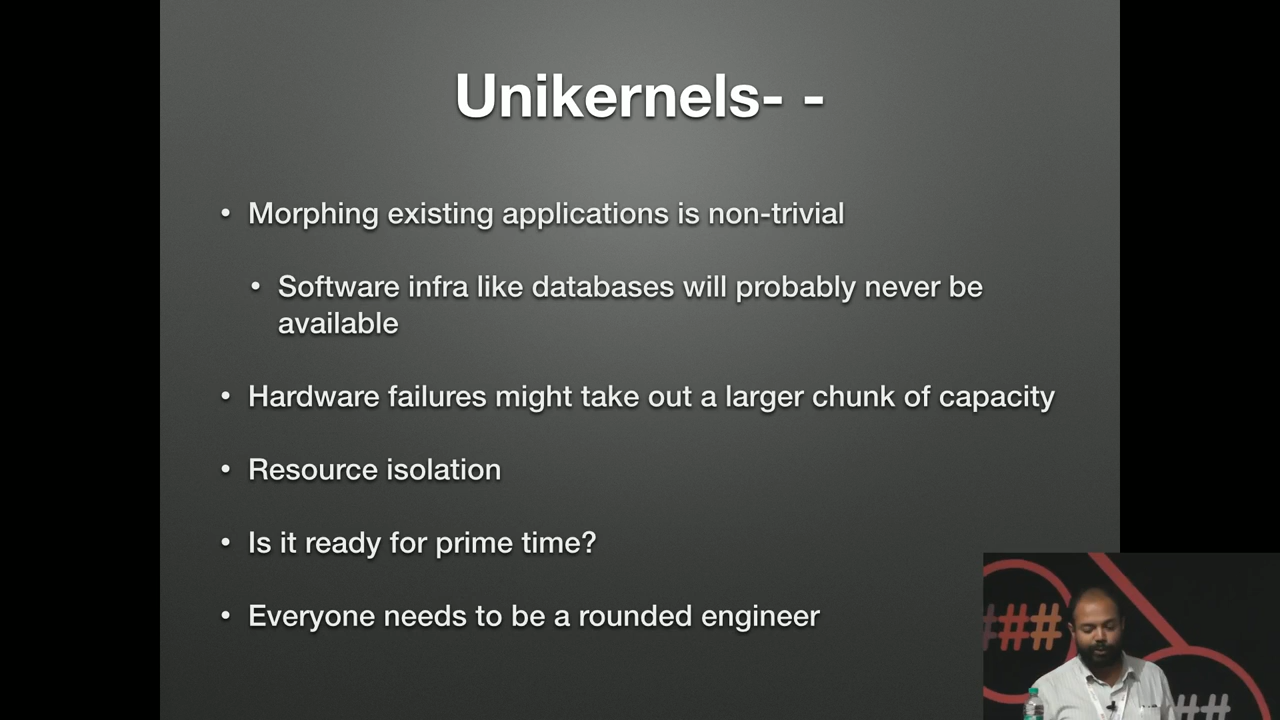 Unikernels- -
• Morphing existing applications is non-trivial
• Software infra like databases will probably never be
available
• Hardware failures might take out a larger chunk of capacity
• Resource isolation
• Is it ready for prime time?
• Everyone needs to be a rounded engineer
###
##